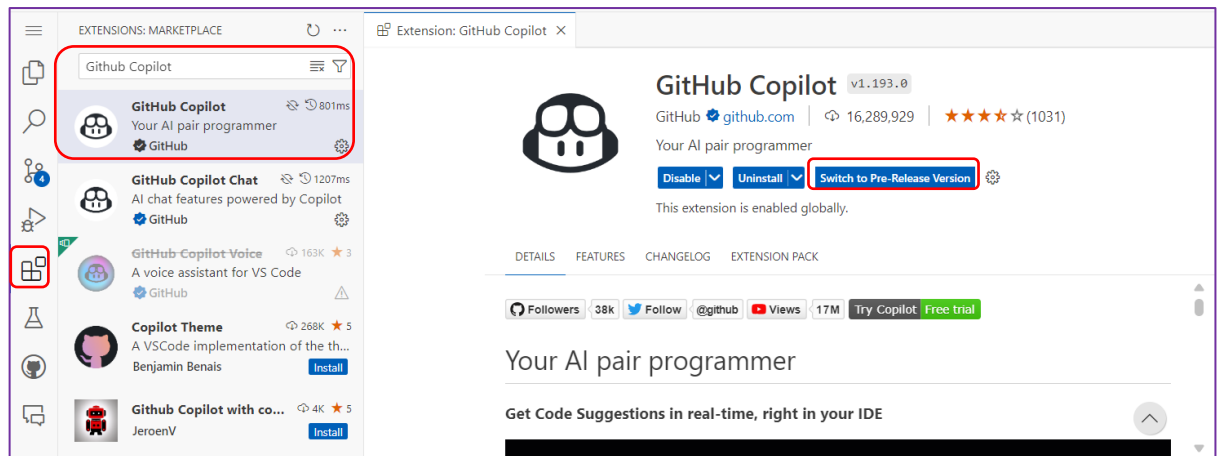 EXTENSIONS: MARKETPLACE
Github Copilot
GitHub Copilot 801ms
Your AI pair programmer
GitHub
GitHub Copilot Chat 1207ms
AI chat features powered by Copilot
GitHub
GitHub Copilot Voice 163K ★ 3
A voice assistant for VS Code
GitHub
Copilot Theme 268K ★ 5
A VSCode implementation of the th...
Benjamin Benais Install
Github Copilot with co... 4K ★ 5
JeroenV Install
4
Extension: GitHub Copilot
GitHub Copilot v1.193.0
GitHub github.com 16,289,929 (1031)
Your AI pair programmer
Disable Uninstall Switch to Pre-Release Version
This extension is enabled globally.
DETAILS FEATURES CHANGELOG EXTENSION PACK
Followers 38k Follow @github Views 17M Try Copilot Free trial
Your AI pair programmer
Get Code Suggestions in real-time, right in your IDE